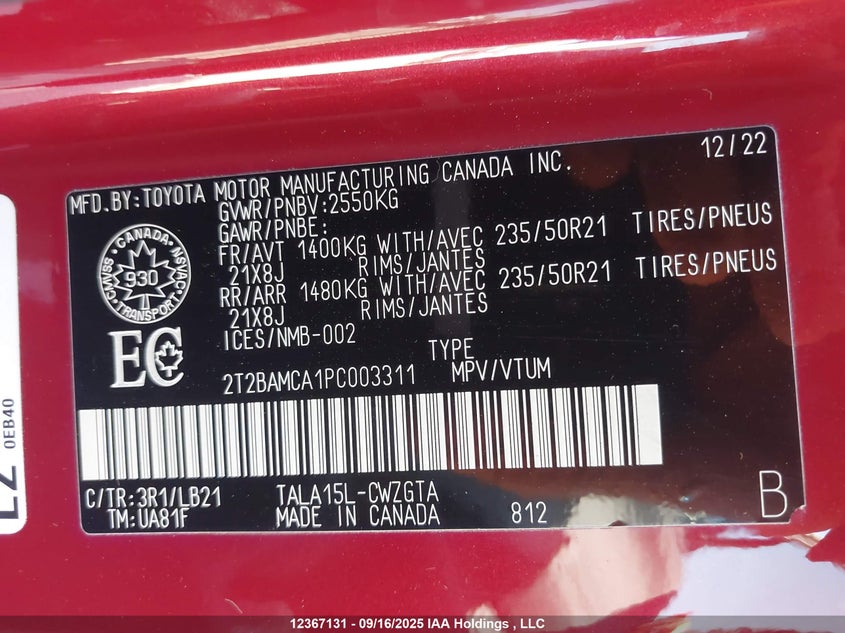 12/22
MFD.BY:TOYOTA MOTOR MANUFACTURING CANADA INC.
GVWR/PNBV:2550KG
GAWR/PNBE:
FR/AVT 1400KG WITH/AVEC 235/50R21 TIRES/PNEUS
21X8J RIMS/JANTES
RR/ARR 1480KG WITH/AVEC 235/50R21 TIRES/PNEUS
21X8J RIMS/JANTES
ICES/NMB-002
CANADA
CMVSS
930
NSVAC
TRANSPORT
EC
TYPE
2T2BAMCA1PC003311 MPV/VTUM
C/TR:3R1/LB21 TALA15L-CWZGTA
TM:UA81F MADE IN CANADA 812 B
0EB40
12367131 - 09/16/2025 IAA Holdings , LLC